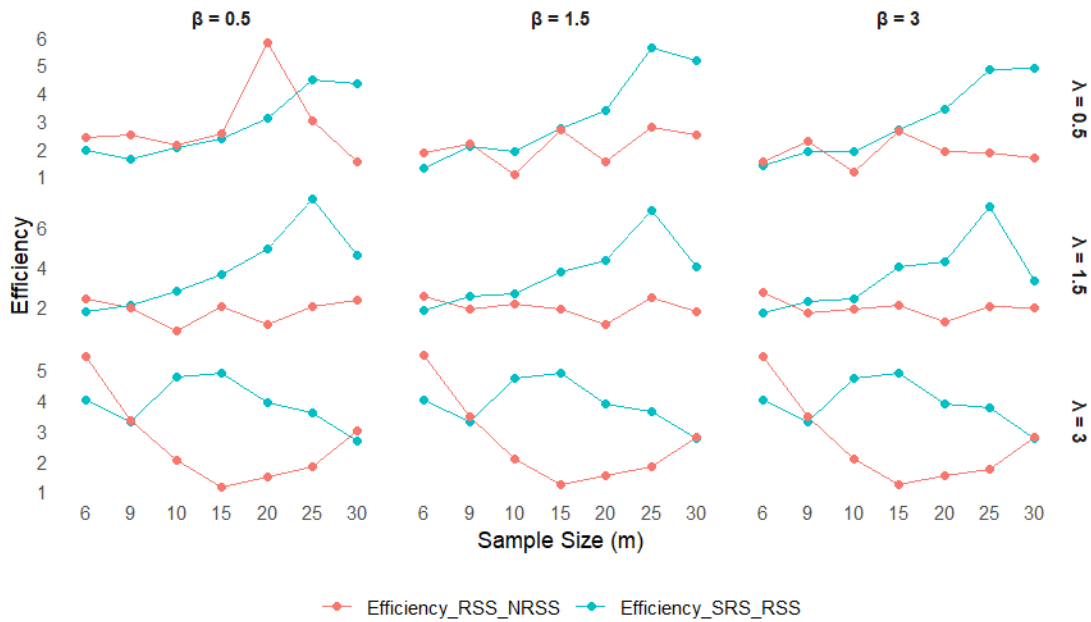 β = 0.5 β = 1.5 β = 3
6
5
4
3
2
1
λ = 0.5
6
4
2
λ = 1.5
Efficiency
5
4
3
2
1
λ = 3
6 9 10 15 20 25 30 6 9 10 15 20 25 30 6 9 10 15 20 25 30
Sample Size (m)
Efficiency_RSS_NRSS Efficiency_SRS_RSS